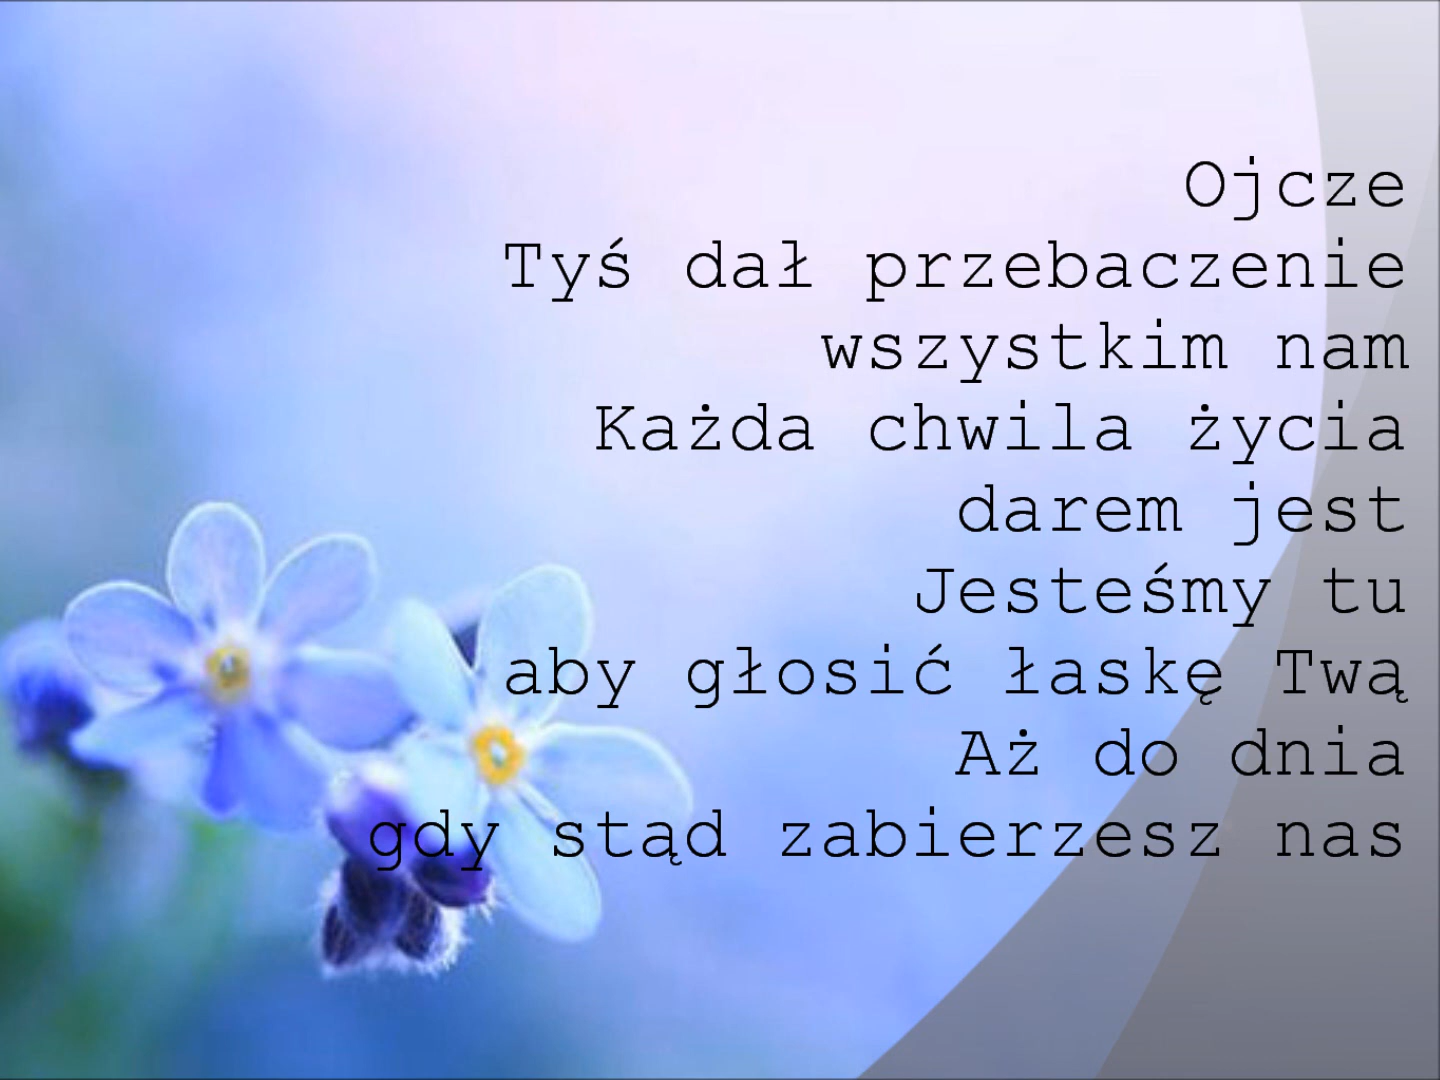 Ojcze
Tyś dał przebaczenie
wszystkim nam
Każda chwila życia
darem jest
Jesteśmy tu
aby głosić łaskę Twą
Aż do dnia
gdy stąd zabierzesz nas